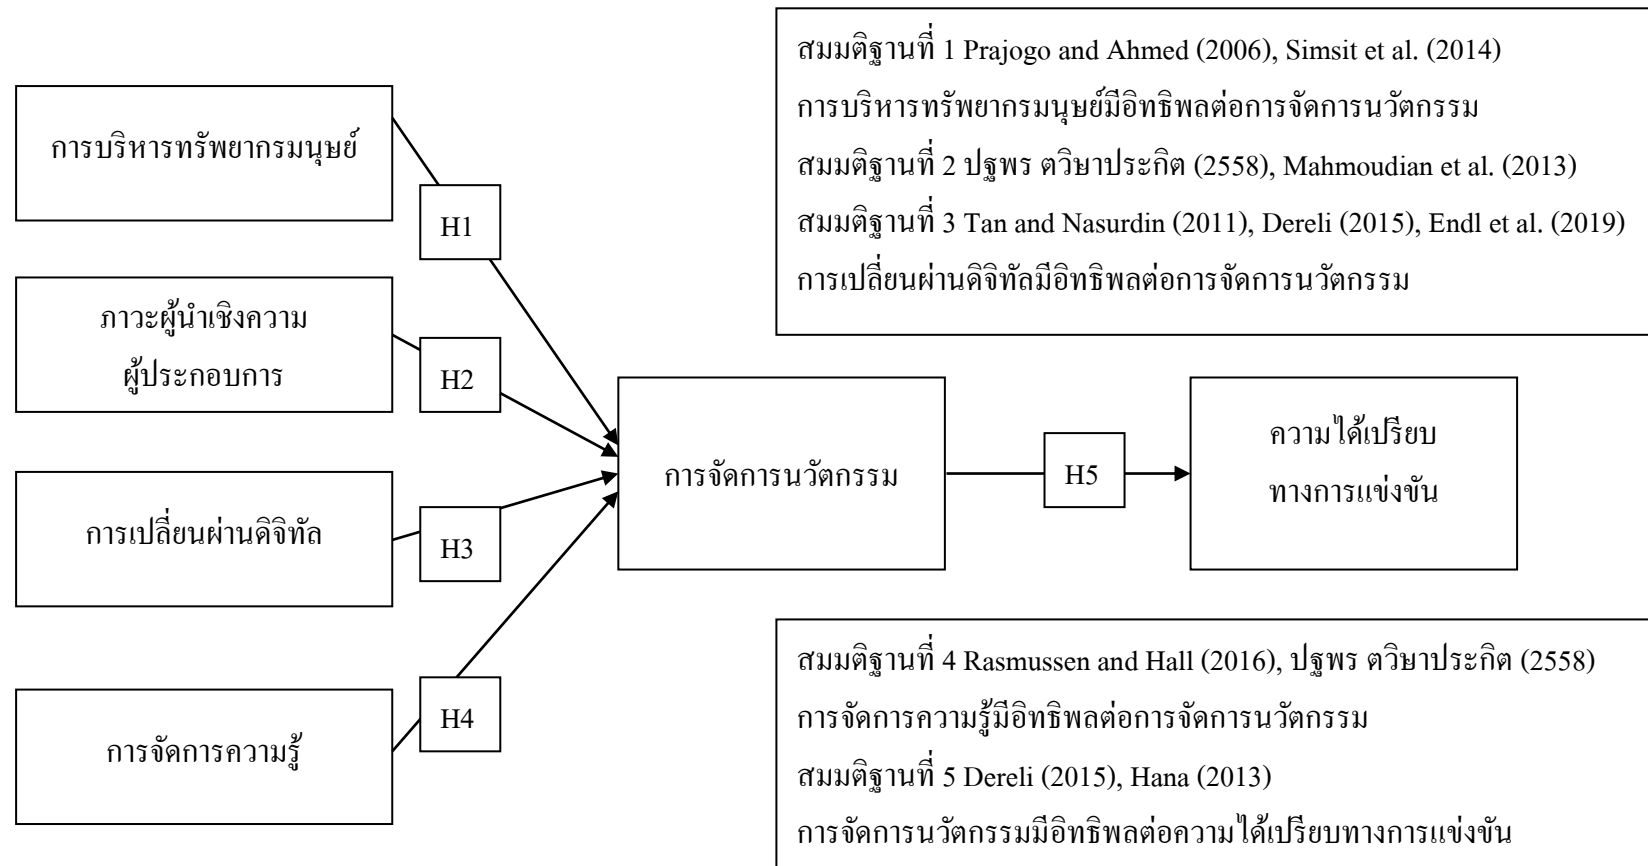 สมมติฐานที่ 1 Prajogo and Ahmed (2006), Simsit et al. (2014)
การบริหารทรัพยากรมนุษย์มีอิทธิพลต่อการจัดการนวัตกรรม
สมมติฐานที่ 2 ปฐพร ตวิษาประกิต (2558), Mahmoudian et al. (2013)
สมมติฐานที่ 3 Tan and Nasurdin (2011), Dereli (2015), Endl et al. (2019)
การเปลี่ยนผ่านดิจิทัลมีอิทธิพลต่อการจัดการนวัตกรรม
การบริหารทรัพยากรมนุษย์
H1
ภาวะผู้นำเชิงความ
ผู้ประกอบการ
H2
การเปลี่ยนผ่านดิจิทัล
H3
การจัดการความรู้
H4
การจัดการนวัตกรรม
H5
ความได้เปรียบ
ทางการแข่งขัน
สมมติฐานที่ 4 Rasmussen and Hall (2016), ปฐพร ตวิษาประกิต (2558)
การจัดการความรู้มีอิทธิพลต่อการจัดการนวัตกรรม
สมมติฐานที่ 5 Dereli (2015), Hana (2013)
การจัดการนวัตกรรมมีอิทธิพลต่อความได้เปรียบทางการแข่งขัน